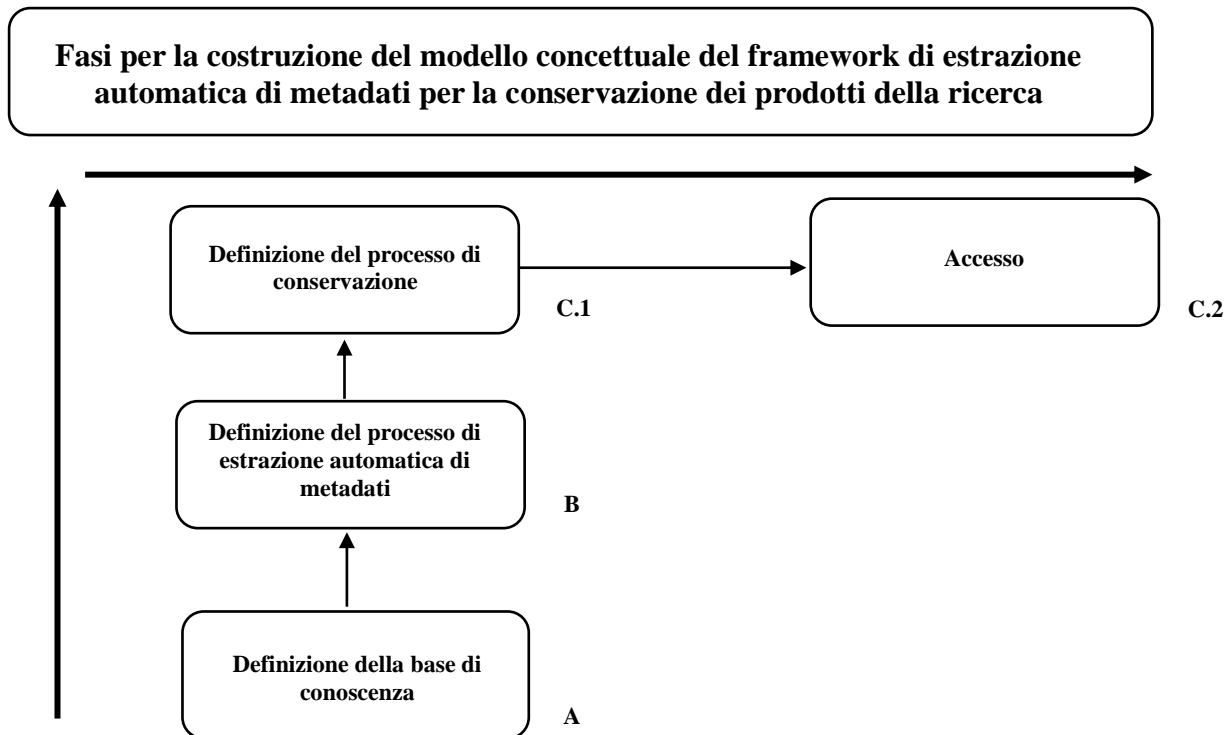 Fasi per la costruzione del modello concettuale del framework di estrazione
automatica di metadati per la conservazione dei prodotti della ricerca
Definizione del processo di
conservazione
C.1
Accesso
C.2
Definizione del processo di
estrazione automatica di
metadati
B
Definizione della base di
conoscenza
A